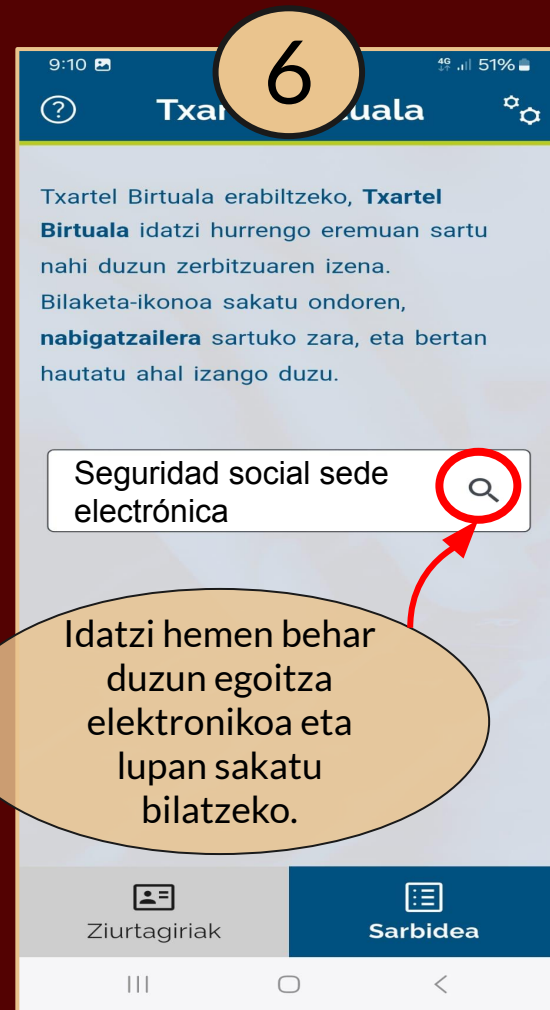 6
9:10
4G
51%
?
Txar uala
Txartel Birtuala erabiltzeko, Txartel
Birtuala idatzi hurrengo eremuan sartu
nahi duzun zerbitzuaren izena.
Bilaketa-ikonoa sakatu ondoren,
nabigatzailera sartuko zara, eta bertan
hautatu ahal izango duzu.
Seguridad social sede
electrónica
Idatzi hemen behar
duzun egoitza
elektronikoa eta
lupan sakatu
bilatzeko.
Ziurtagiriak
Sarbidea